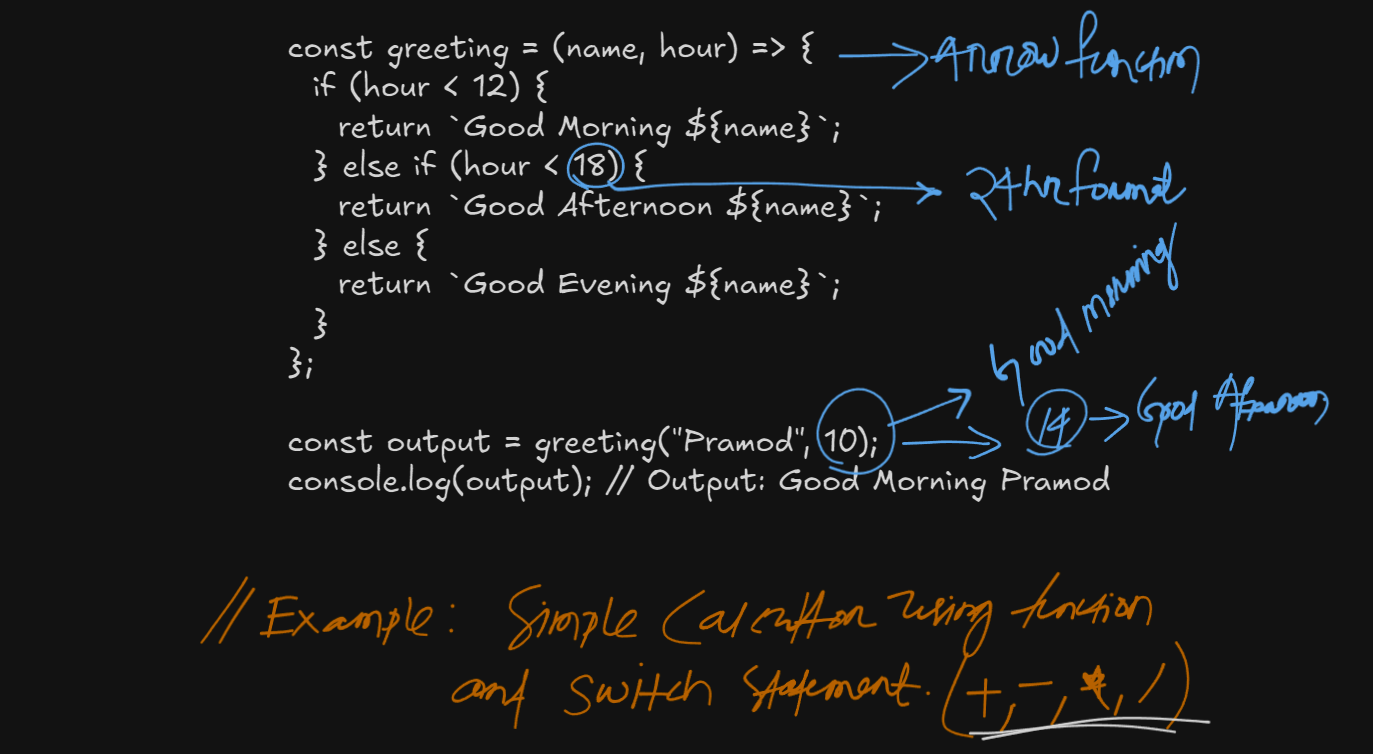 const greeting = (name, hour) => { Arrow function
if (hour < 12) {
return `Good Morning ${name}`;
} else if (hour < 18) {
24hr format
return `Good Afternoon ${name}`;
} else {
return `Good Evening ${name}`;
}
};
Good morning
14 Good Afternoon
const output = greeting("Pramod", 10);
console.log(output); // Output: Good Morning Pramod
// Example: Simple Calculator using function
and switch statement. (+, -, *, /)